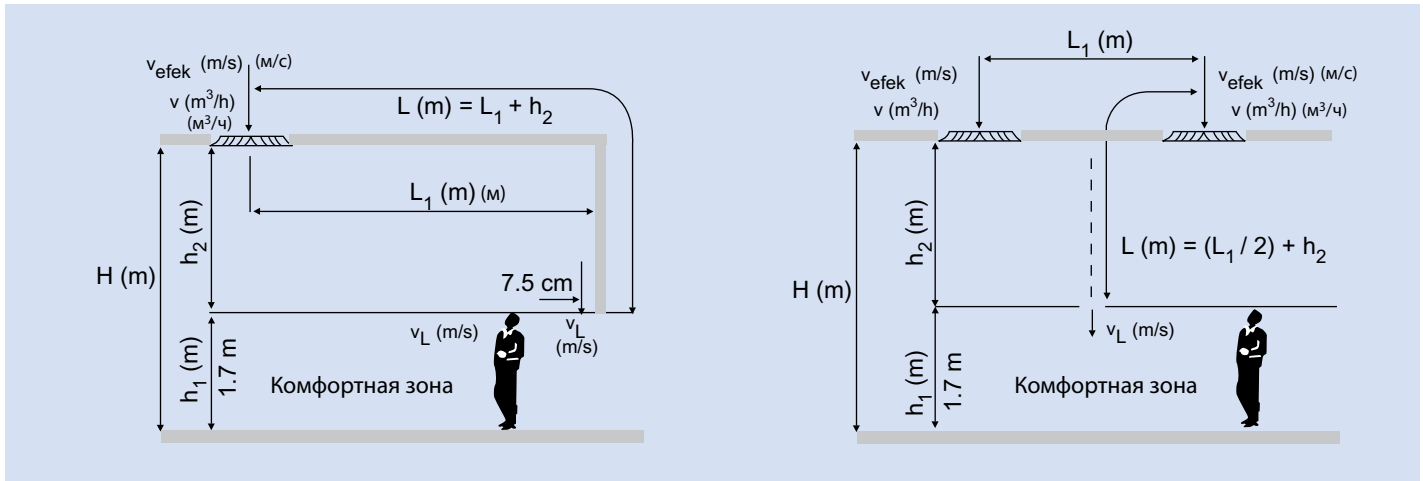 v_efek (m/s) (м/с)
v (m³/h)
(м³/ч)
L (m) = L₁ + h₂
L₁ (m) (м)
h₂ (m)
H (m)
7.5 cm
v_L (m/s)
v_L
(m/s)
h₁ (m)
1.7 m
Комфортная зона
L₁ (m)
v_efek (m/s)
v (m³/h)
v_efek (m/s) (м/с)
v (m³/h) (м³/ч)
h₂ (m)
L (m) = (L₁ / 2) + h₂
H (m)
v_L (m/s)
h₁ (m)
1.7 m
Комфортная зона